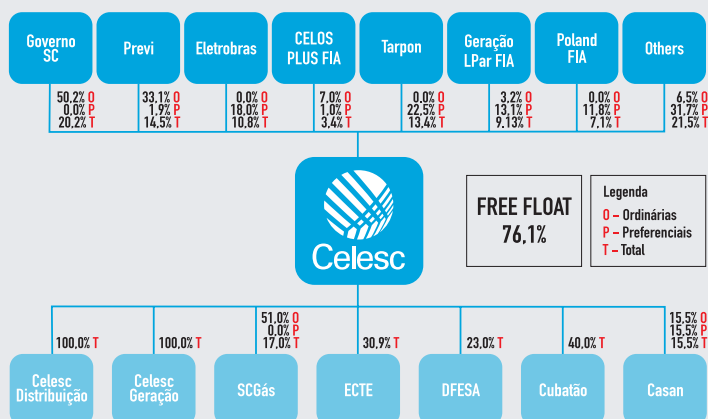 Governo
SC
Previ
Eletrobras
CELOS
PLUS FIA
Tarpon
Geração
LPar FIA
Poland
FIA
Others
50,2% O
0,0% P
20,2% T
33,1% O
1,9% P
14,5% T
0,0% O
18,0% P
10,8% T
7,0% O
1,0% P
3,4% T
0,0% O
22,5% P
13,4% T
3,2% O
13,1% P
9,13% T
0,0% O
11,8% P
7,1% T
6,5% O
31,7% P
21,5% T
Celesc
FREE FLOAT
76,1%
Legenda
O – Ordinárias
P – Preferenciais
T – Total
100,0% T
100,0% T
51,0% O
0,0% P
17,0% T
30,9% T
23,0% T
40,0% T
15,5% O
15,5% P
15,5% T
Celesc
Distribuição
Celesc
Geração
SCGás
ECTE
DFESA
Cubatão
Casan